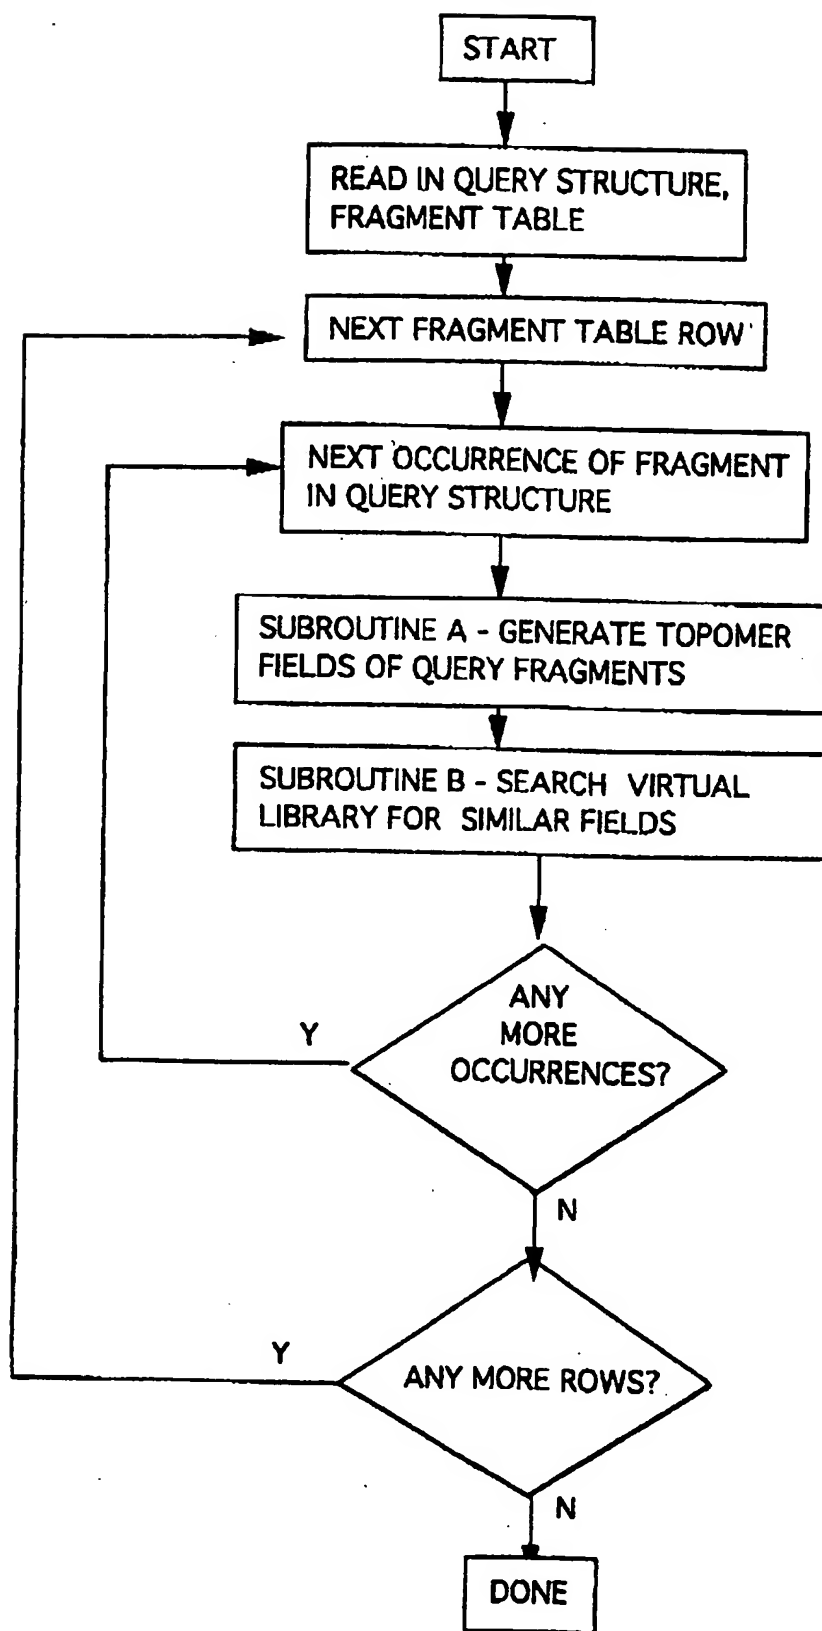 START
READ IN QUERY STRUCTURE,
FRAGMENT TABLE
NEXT FRAGMENT TABLE ROW
NEXT OCCURRENCE OF FRAGMENT
IN QUERY STRUCTURE
SUBROUTINE A - GENERATE TOPOMER
FIELDS OF QUERY FRAGMENTS
SUBROUTINE B - SEARCH VIRTUAL
LIBRARY FOR SIMILAR FIELDS
ANY
MORE
OCCURRENCES?
Y
N
ANY MORE ROWS?
Y
N
DONE